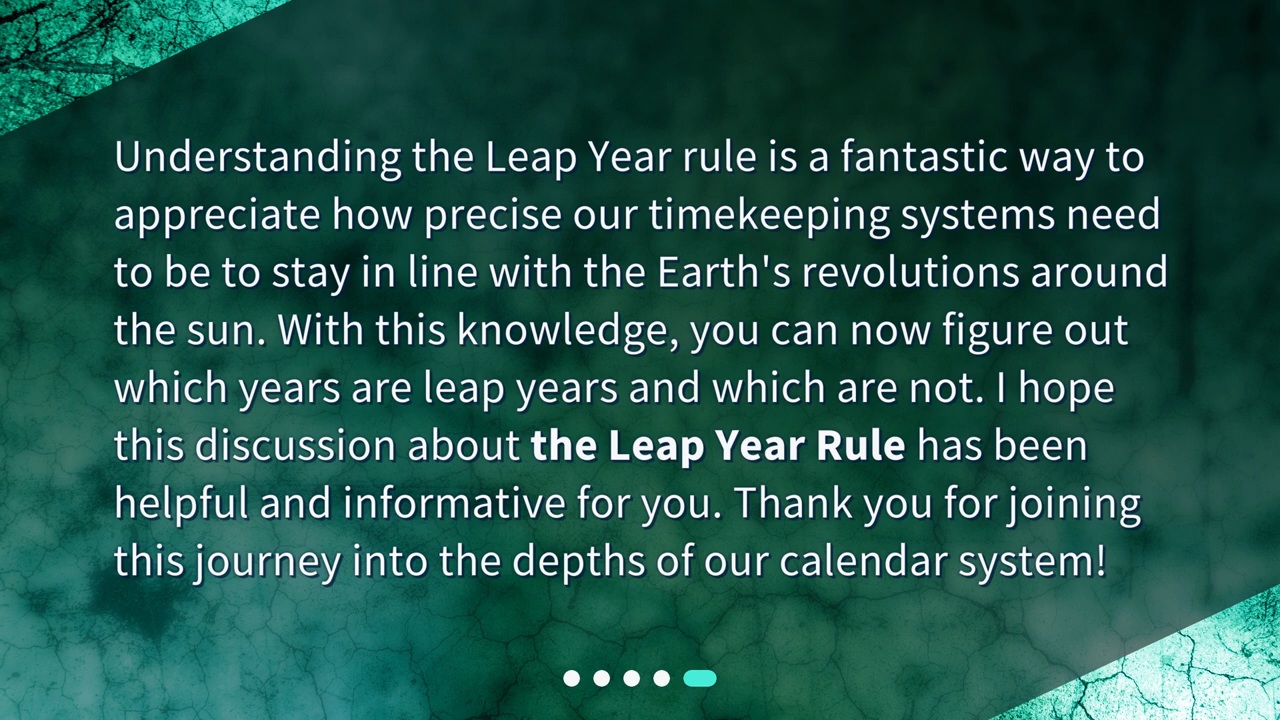 Understanding the Leap Year rule is a fantastic way to
appreciate how precise our timekeeping systems need
to be to stay in line with the Earth's revolutions around
the sun. With this knowledge, you can now figure out
which years are leap years and which are not. I hope
this discussion about the Leap Year Rule has been
helpful and informative for you. Thank you for joining
this journey into the depths of our calendar system!